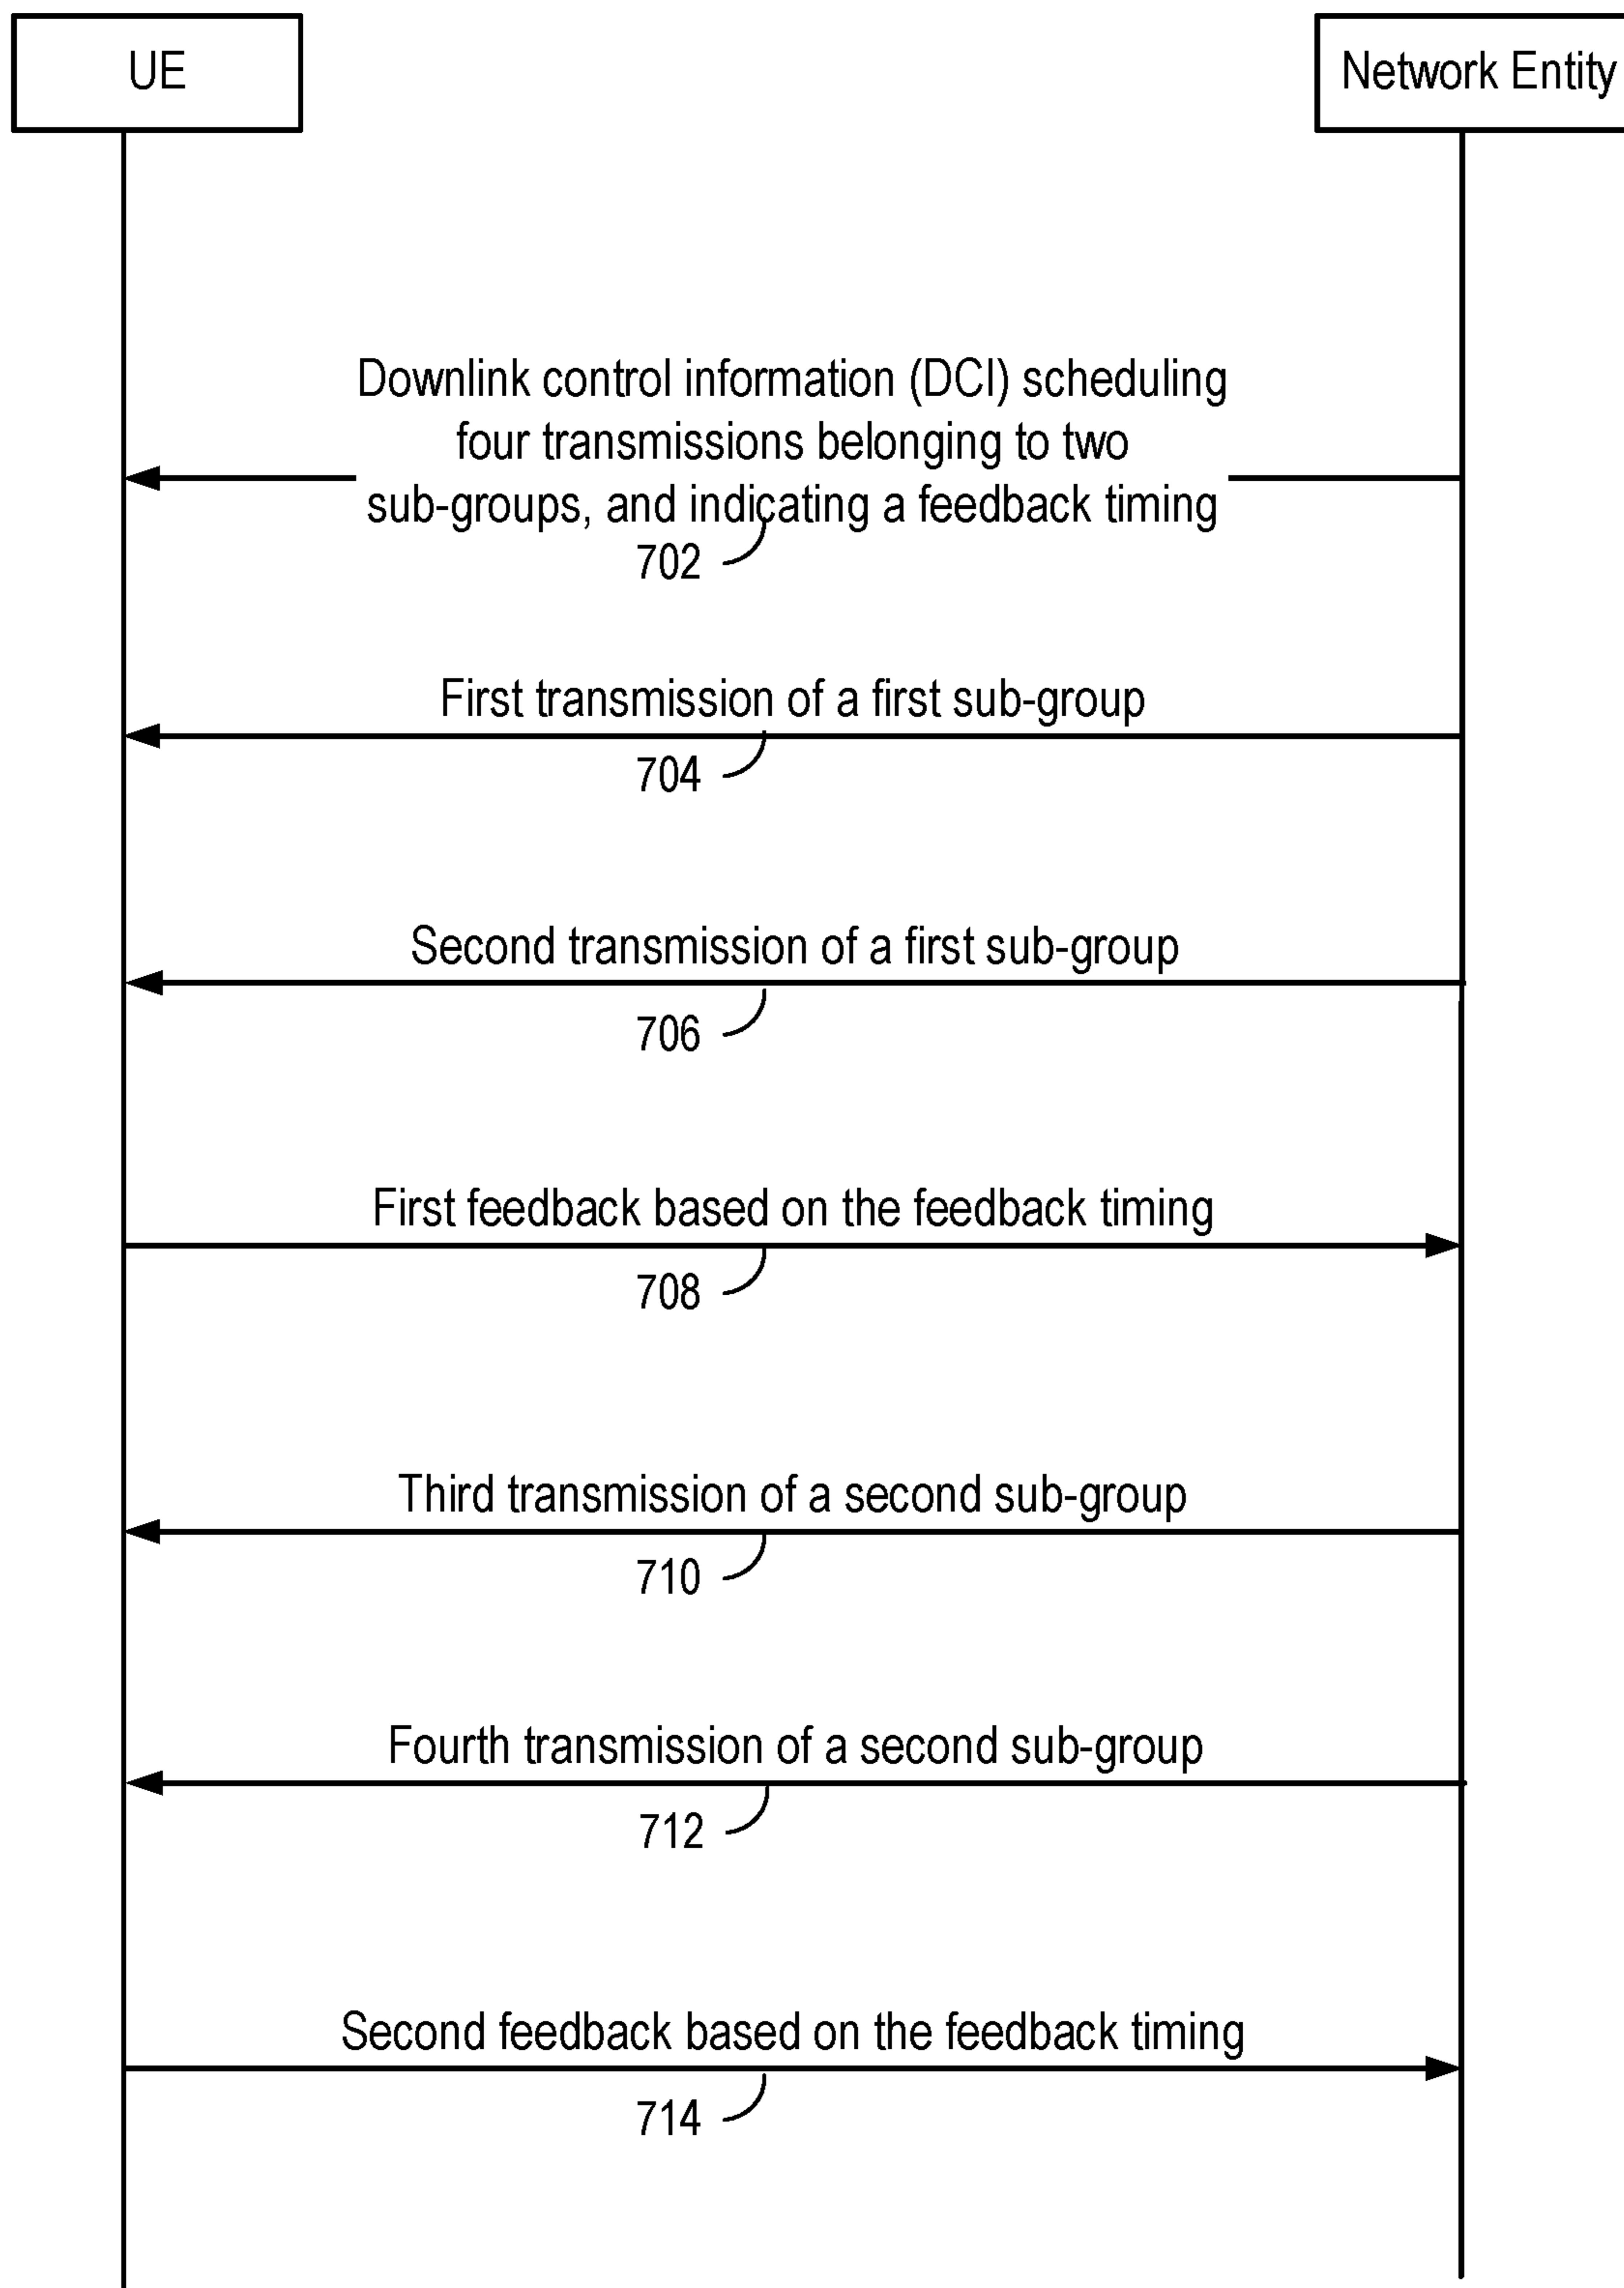 UE
Network Entity
Downlink control information (DCI) scheduling
four transmissions belonging to two
sub-groups, and indicating a feedback timing
702
First transmission of a first sub-group
704
Second transmission of a first sub-group
706
First feedback based on the feedback timing
708
Third transmission of a second sub-group
710
Fourth transmission of a second sub-group
712
Second feedback based on the feedback timing
714